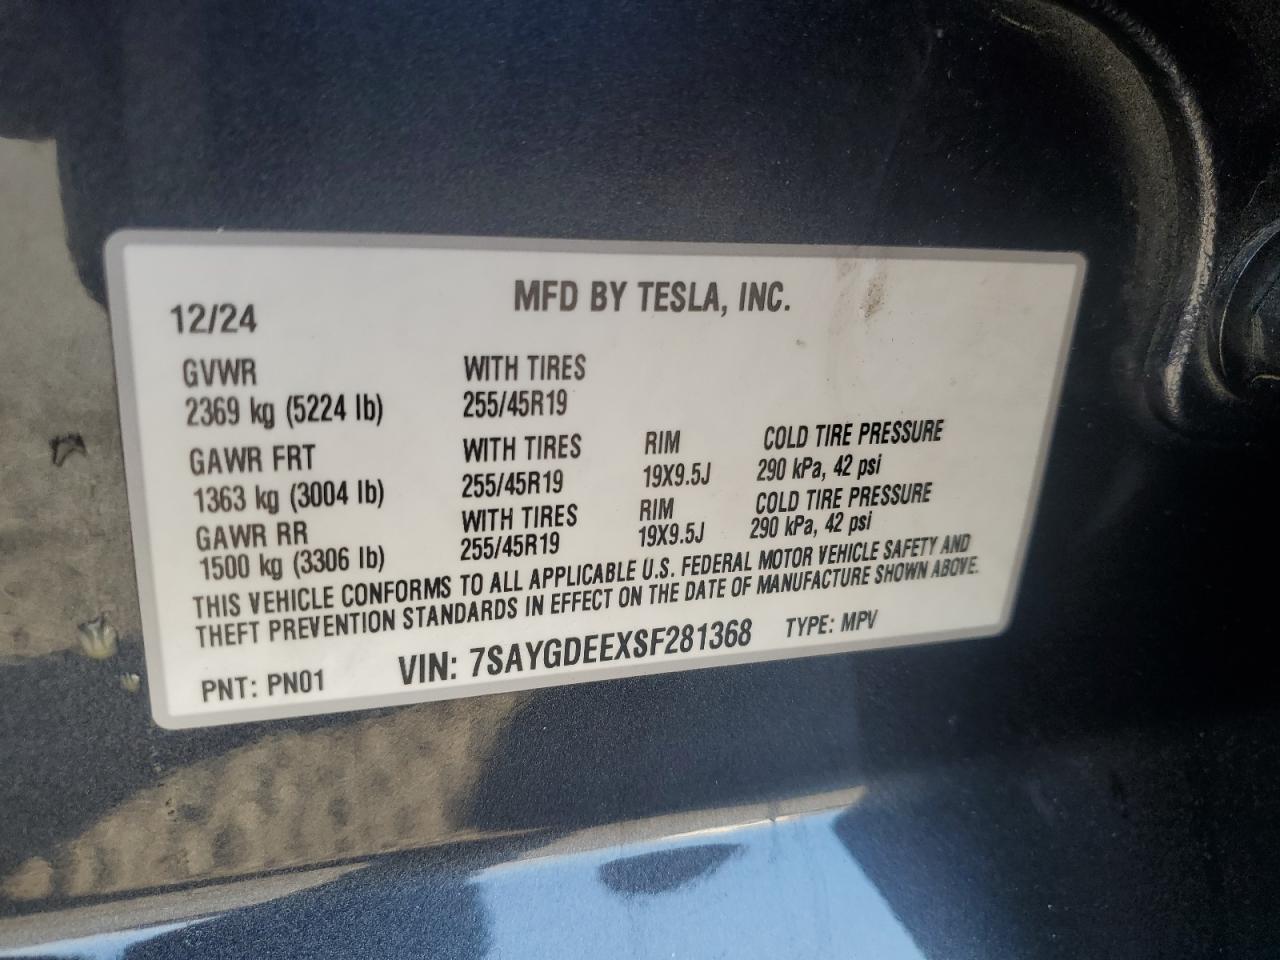 MFD BY TESLA, INC.
12/24
GVWR WITH TIRES
2369 kg (5224 lb) 255/45R19
GAWR FRT WITH TIRES RIM COLD TIRE PRESSURE
1363 kg (3004 lb) 255/45R19 19X9.5J 290 kPa, 42 psi
GAWR RR WITH TIRES RIM COLD TIRE PRESSURE
1500 kg (3306 lb) 255/45R19 19X9.5J 290 kPa, 42 psi
THIS VEHICLE CONFORMS TO ALL APPLICABLE U.S. FEDERAL MOTOR VEHICLE SAFETY AND
THEFT PREVENTION STANDARDS IN EFFECT ON THE DATE OF MANUFACTURE SHOWN ABOVE.
PNT: PN01 VIN: 7SAYGDEEXSF281368 TYPE: MPV